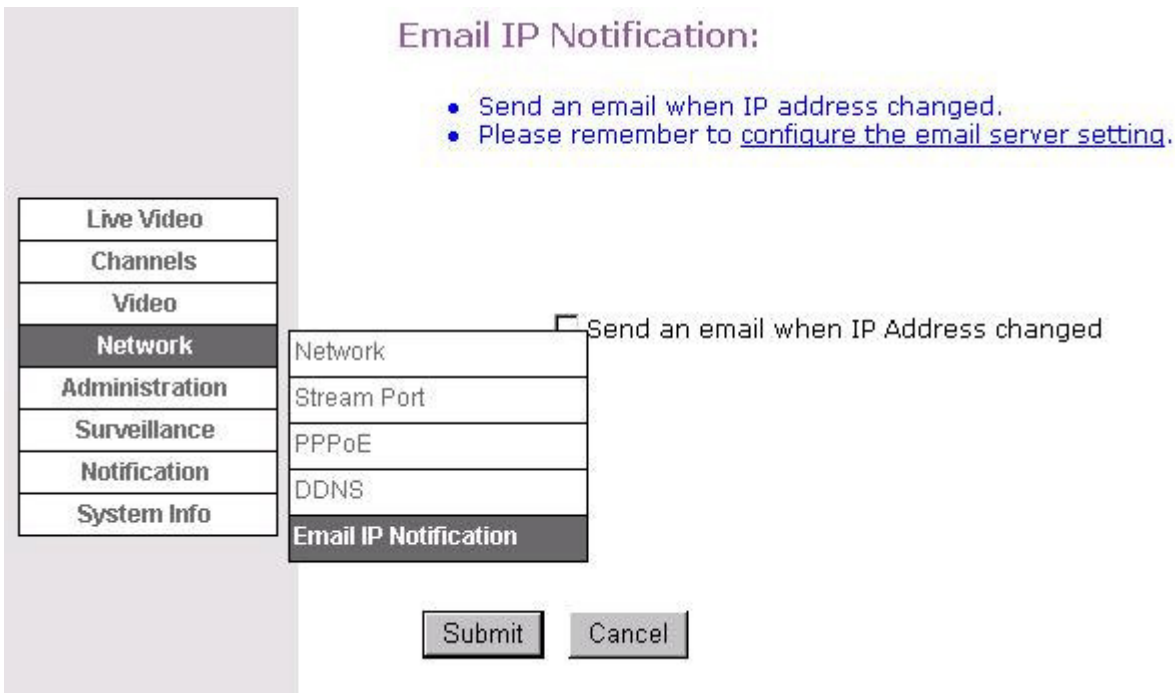 Email IP Notification:
Send an email when IP address changed.
Please remember to configure the email server setting.
Live Video
Channels
Video
Network
Administration
Surveillance
Notification
System Info
Network
Stream Port
PPPoE
DDNS
Email IP Notification
Send an email when IP Address changed
Submit
Cancel